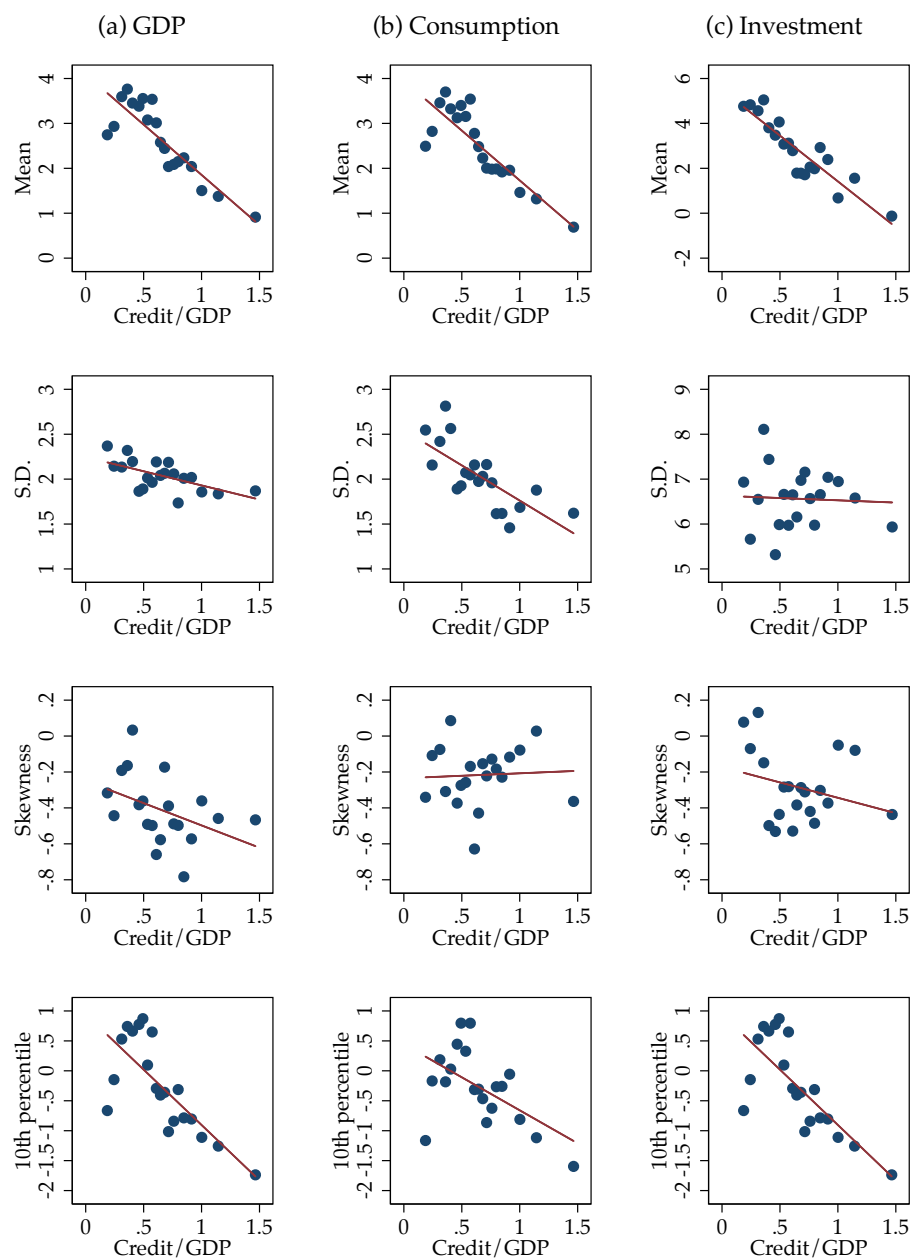 (a) GDP
(b) Consumption
(c) Investment
Mean
4
3
2
1
0
0 .5 1 1.5
Credit/GDP
Mean
4
3
2
1
0
0 .5 1 1.5
Credit/GDP
Mean
6
4
2
0
-2
0 .5 1 1.5
Credit/GDP
S.D.
3
2.5
2
1.5
1
0 .5 1 1.5
Credit/GDP
S.D.
3
2.5
2
1.5
1
0 .5 1 1.5
Credit/GDP
S.D.
9
8
7
6
5
0 .5 1 1.5
Credit/GDP
Skewness
.2
0
-.2
-.4
-.6
-.8
0 .5 1 1.5
Credit/GDP
Skewness
.2
0
-.2
-.4
-.6
-.8
0 .5 1 1.5
Credit/GDP
Skewness
.2
0
-.2
-.4
-.6
-.8
0 .5 1 1.5
Credit/GDP
10th percentile
1
.5
0
-.5
-1
-1.5
-2
0 .5 1 1.5
Credit/GDP
10th percentile
1
.5
0
-.5
-1
-1.5
-2
0 .5 1 1.5
Credit/GDP
10th percentile
1
.5
0
-.5
-1
-1.5
-2
0 .5 1 1.5
Credit/GDP